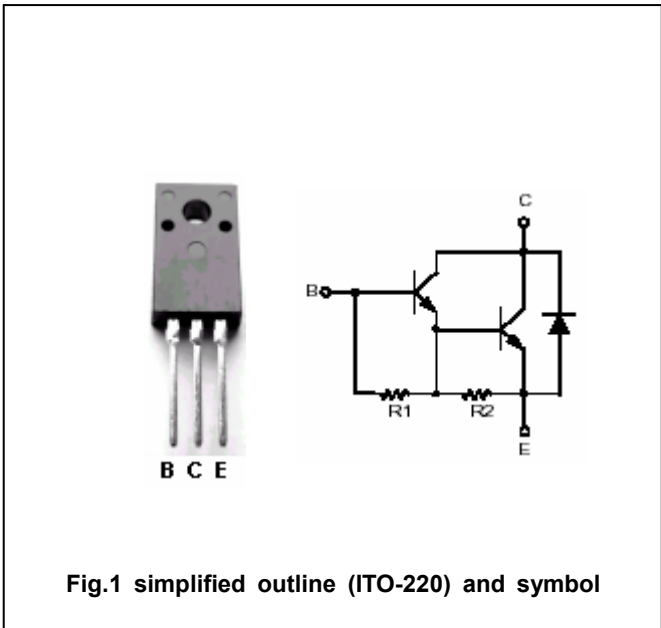 C
B
R1 R2
E
B C E
Fig.1 simplified outline (ITO-220) and symbol